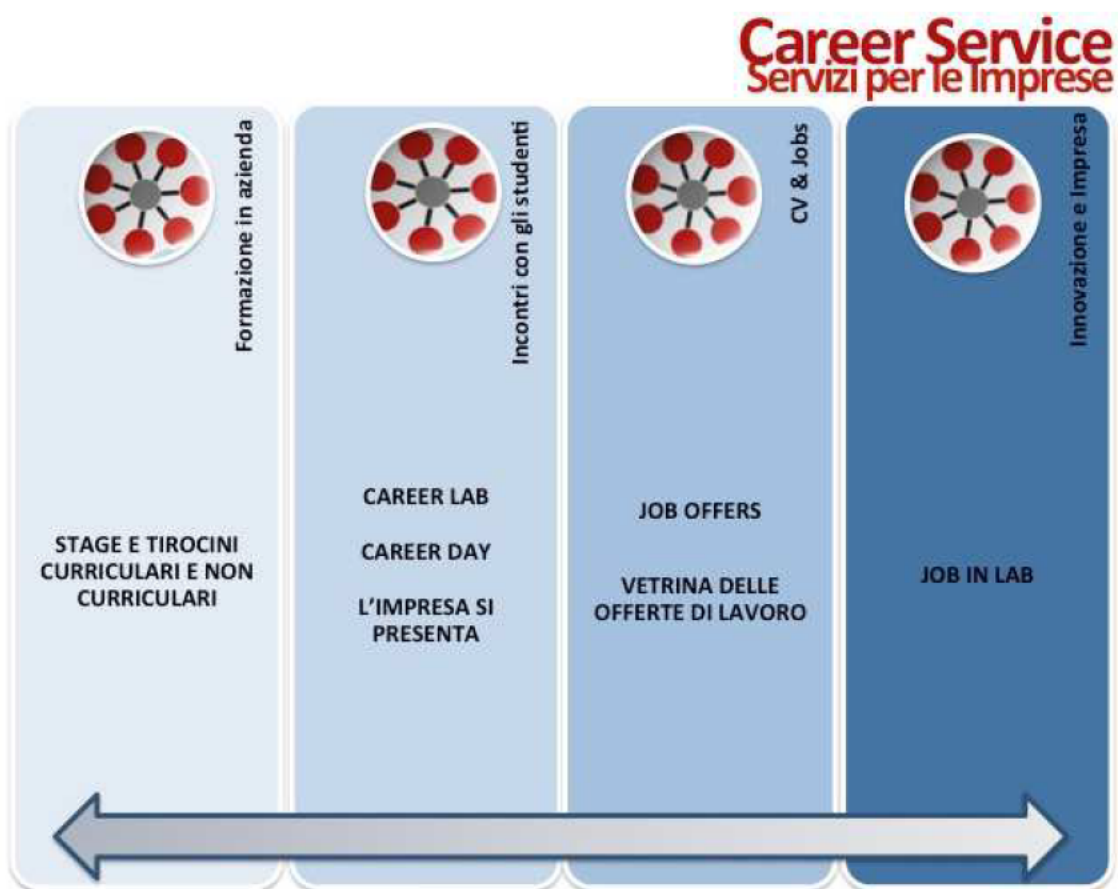 Career Service
Servizi per le Imprese
Formazione in azienda
STAGE E TIROCINI
CURRICULARI E NON
CURRICULARI
Incontri con gli studenti
CAREER LAB
CAREER DAY
L'IMPRESA SI
PRESENTA
CV & Jobs
JOB OFFERS
VETRINA DELLE
OFFERTE DI LAVORO
Innovazione e Impresa
JOB IN LAB